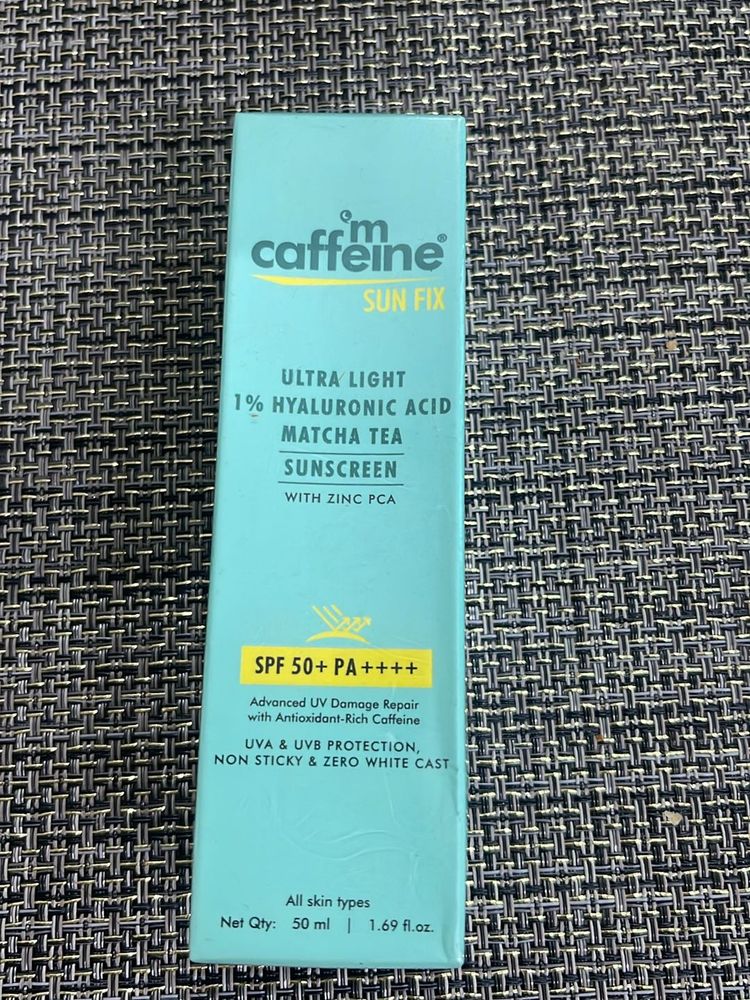 'm
caffeine®
SUN FIX
ULTRA LIGHT
1% HYALURONIC ACID
MATCHA TEA
SUNSCREEN
WITH ZINC PCA
SPF 50+ PA++++
Advanced UV Damage Repair
with Antioxidant-Rich Caffeine
UVA & UVB PROTECTION,
NON STICKY & ZERO WHITE CAST
All skin types
Net Qty: 50 ml | 1.69 fl.oz.